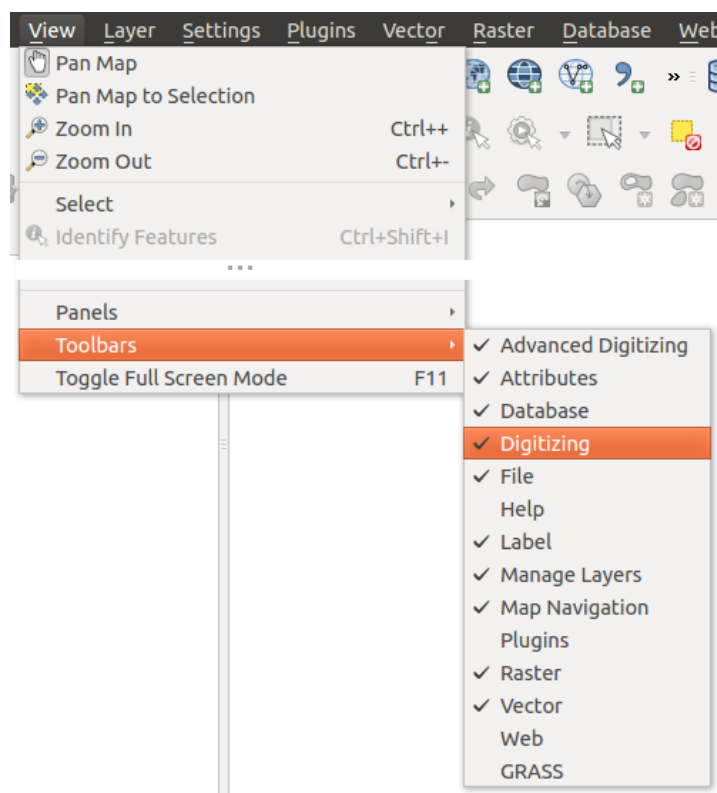 View Layer Settings Plugins Vector Raster Database Web
Pan Map
Pan Map to Selection
Zoom In Ctrl++
Zoom Out Ctrl+-
Select
Identify Features Ctrl+Shift+I
...
Panels
Toolbars
Toggle Full Screen Mode F11
Advanced Digitizing
Attributes
Database
Digitizing
File
Help
Label
Manage Layers
Map Navigation
Plugins
Raster
Vector
Web
GRASS